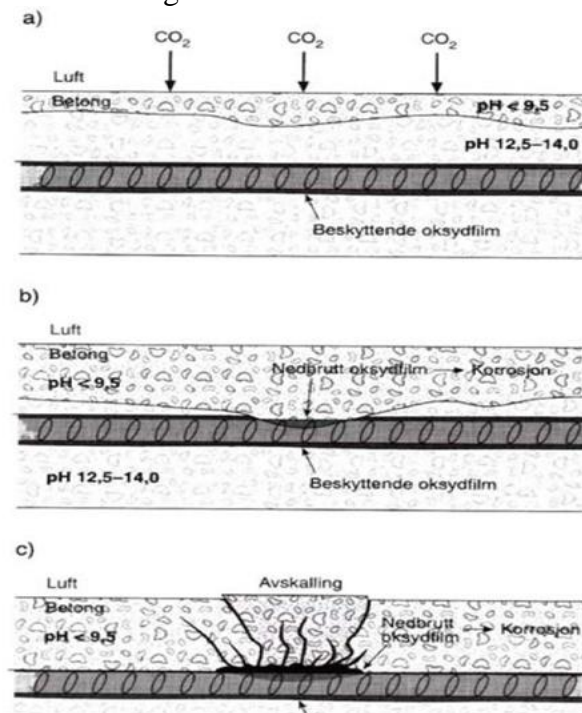 a)
CO2 CO2 CO2
Luft
Betong
pH < 9,5
pH 12,5–14,0
Beskyttende oksydfilm
b)
Luft
Betong
Nedbrutt oksydfilm → Korrosjon
pH < 9,5
Beskyttende oksydfilm
pH 12,5–14,0
c)
Luft
Avskalling
Betong
Nedbrutt oksydfilm → Korrosjon
pH < 9,5